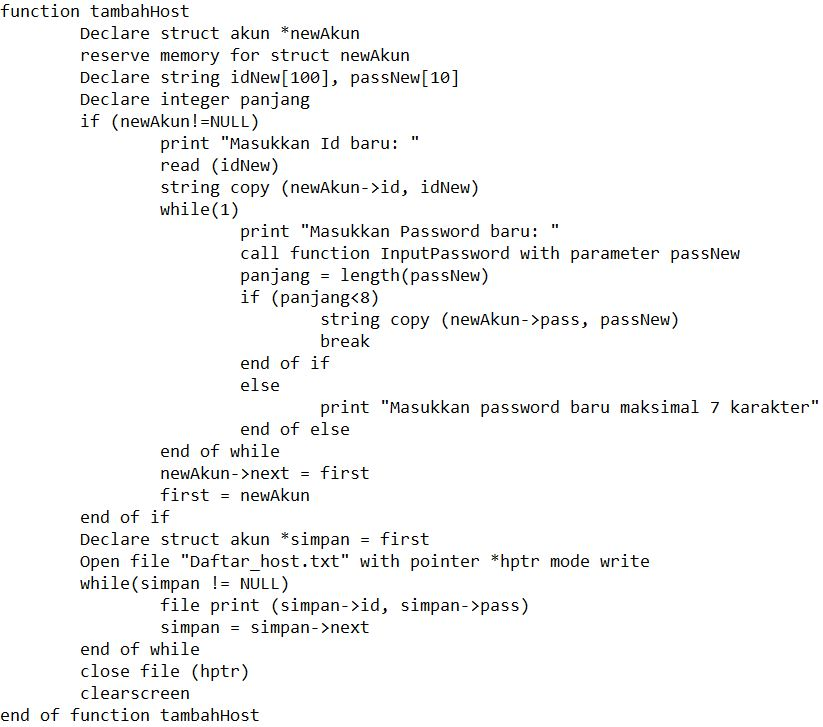 function tambahHost
        Declare struct akun *newAkun
        reserve memory for struct newAkun
        Declare string idNew[100], passNew[10]
        Declare integer panjang
        if (newAkun!=NULL)
                print "Masukkan Id baru: "
                read (idNew)
                string copy (newAkun->id, idNew)
                while(1)
                        print "Masukkan Password baru: "
                        call function InputPassword with parameter passNew
                        panjang = length(passNew)
                        if (panjang<8)
                                string copy (newAkun->pass, passNew)
                                break
                        end of if
                        else
                                print "Masukkan password baru maksimal 7 karakter"
                        end of else
                end of while
                newAkun->next = first
                first = newAkun
        end of if
        Declare struct akun *simpan = first
        Open file "Daftar_host.txt" with pointer *hptr mode write
        while(simpan != NULL)
                file print (simpan->id, simpan->pass)
                simpan = simpan->next
        end of while
        close file (hptr)
        clearscreen
end of function tambahHost